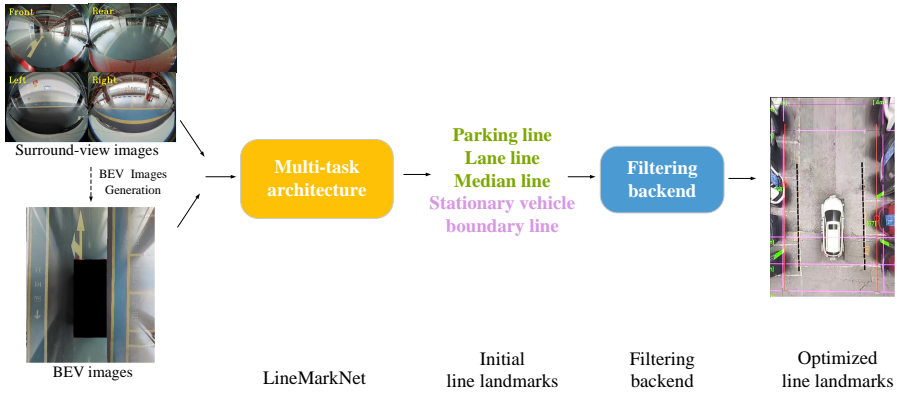 Front
Rear
Left
Right
Surround-view images
BEV Images
Generation
BEV images
Multi-task
architecture
LineMarkNet
Parking line
Lane line
Median line
Stationary vehicle
boundary line
Initial
line landmarks
Filtering
backend
Filtering
backend
Optimized
line landmarks